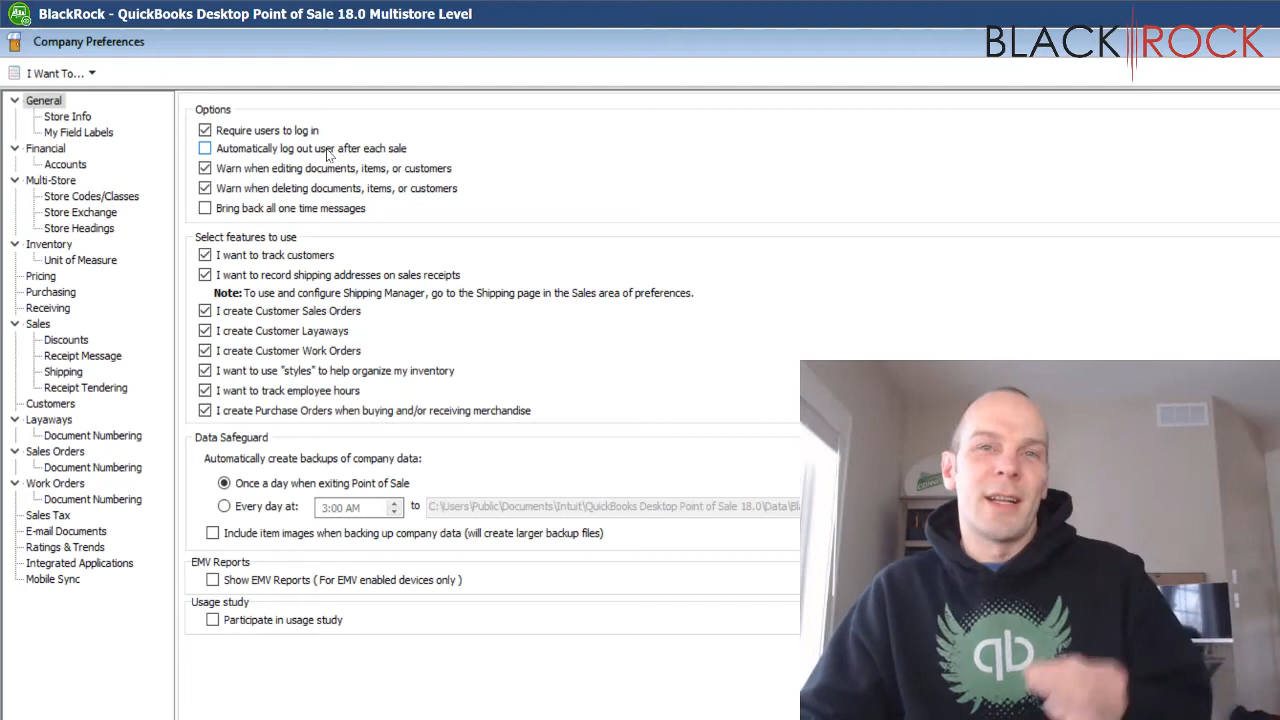 BlackRock - QuickBooks Desktop Point of Sale 18.0 Multistore Level
BLACK ROCK
Company Preferences
I Want To...
General
Store Info
My Field Labels
Financial
Accounts
Multi-Store
Store Codes/Classes
Store Exchange
Store Headings
Inventory
Unit of Measure
Pricing
Purchasing
Receiving
Sales
Discounts
Receipt Message
Shipping
Receipt Tendering
Customers
Layaways
Document Numbering
Sales Orders
Document Numbering
Work Orders
Document Numbering
Sales Tax
E-mail Documents
Ratings & Trends
Integrated Applications
Mobile Sync
Options
Require users to log in
Automatically log out user after each sale
Warn when editing documents, items, or customers
Warn when deleting documents, items, or customers
Bring back all one time messages
Select features to use
I want to track customers
I want to record shipping addresses on sales receipts
Note: To use and configure Shipping Manager, go to the Shipping page in the Sales area of preferences.
I create Customer Sales Orders
I create Customer Layaways
I create Customer Work Orders
I want to use "styles" to help organize my inventory
I want to track employee hours
I create Purchase Orders when buying and/or receiving merchandise
Data Safeguard
Automatically create backups of company data:
Once a day when exiting Point of Sale
Every day at: 3:00 AM to C:\Users\Public\Documents\Intuit\QuickBooks Desktop Point of Sale 18.0\Data\Bla
Include item images when backing up company data (will create larger backup files)
EMV Reports
Show EMV Reports ( For EMV enabled devices only )
Usage study
Participate in usage study
qb